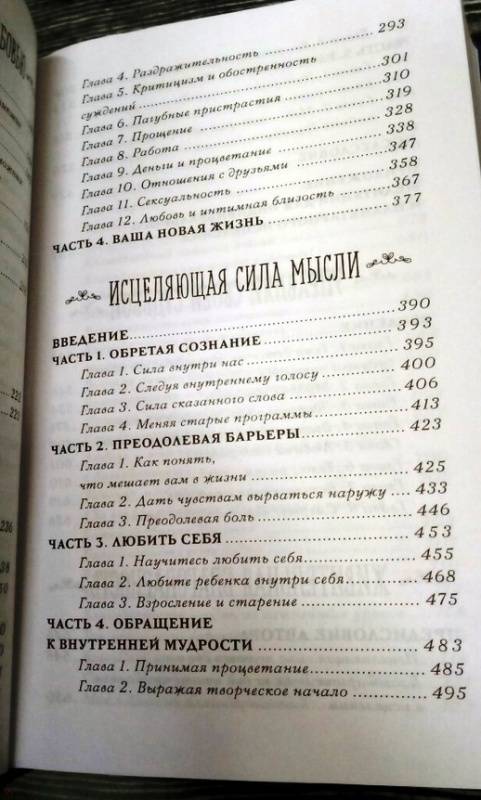 БОВЬЮ
236
38
50
Глава 4. Раздражительность ... 293
Глава 5. Критицизм и обостренность
суждений ... 301
Глава 6. Пагубные пристрастия ... 310
Глава 7. Прощение ... 319
Глава 8. Работа ... 328
Глава 9. Деньги и процветание ... 338
Глава 10. Отношения с друзьями ... 347
Глава 11. Сексуальность ... 358
Глава 12. Любовь и интимная близость ... 367
ЧАСТЬ 4. ВАША НОВАЯ ЖИЗНЬ ... 377
ИСЦЕЛЯЮЩАЯ СИЛА МЫСЛИ
ВВЕДЕНИЕ ... 390
ЧАСТЬ 1. ОБРЕТАЯ СОЗНАНИЕ ... 393
Глава 1. Сила внутри нас ... 395
Глава 2. Следуя внутреннему голосу ... 400
Глава 3. Сила сказанного слова ... 406
Глава 4. Меняя старые программы ... 413
ЧАСТЬ 2. ПРЕОДОЛЕВАЯ БАРЬЕРЫ ... 423
Глава 1. Как понять,
что мешает вам в жизни ... 425
Глава 2. Дать чувствам вырваться наружу ... 433
Глава 3. Преодолевая боль ... 446
ЧАСТЬ 3. ЛЮБИТЬ СЕБЯ ... 453
Глава 1. Научитесь любить себя ... 455
Глава 2. Любите ребенка внутри себя ... 468
Глава 3. Взросление и старение ... 475
ЧАСТЬ 4. ОБРАЩЕНИЕ
К ВНУТРЕННЕЙ МУДРОСТИ ... 483
Глава 1. Принимая процветание ... 485
Глава 2. Выражая творческое начало ... 495